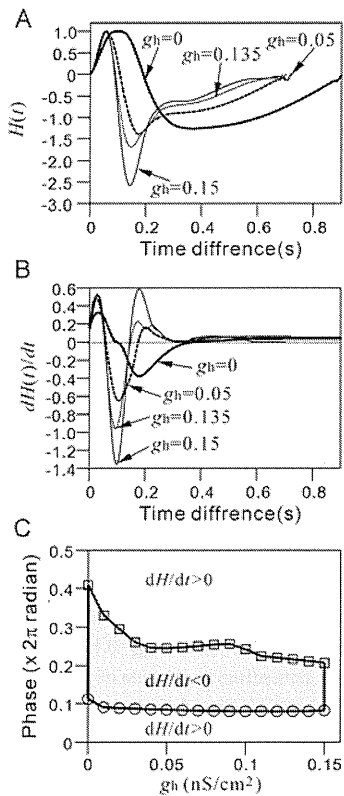 A
gh=0
gh=0.135
gh=0.05
gh=0.15
H(t)
1.0
0.5
0
-0.5
-1.0
-1.5
-2.0
-2.5
-3.0
0
0.2
0.4
0.6
0.8
Time diffrence(s)
B
gh=0
gh=0.05
gh=0.135
gh=0.15
dH(t)/dt
0.6
0.4
0.2
0
-0.2
-0.4
-0.6
-0.8
-1.0
-1.2
-1.4
0
0.2
0.4
0.6
0.8
Time diffrence(s)
C
dH/dt>0
dH/dt<0
dH/dt>0
Phase (x 2π radian)
0.5
0.4
0.3
0.2
0.1
0
0
0.05
0.10
0.15
gh (nS/cm²)